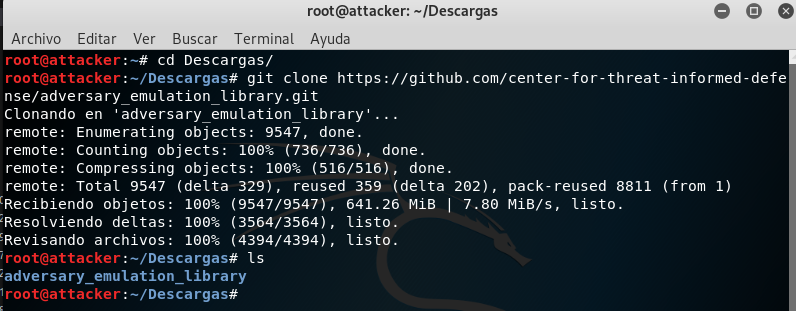 root@attacker: ~/Descargas
Archivo Editar Ver Buscar Terminal Ayuda
root@attacker:~# cd Descargas/
root@attacker:~/Descargas# git clone https://github.com/center-for-threat-informed-defe
nse/adversary_emulation_library.git
Clonando en 'adversary_emulation_library'...
remote: Enumerating objects: 9547, done.
remote: Counting objects: 100% (736/736), done.
remote: Compressing objects: 100% (516/516), done.
remote: Total 9547 (delta 329), reused 359 (delta 202), pack-reused 8811 (from 1)
Recibiendo objetos: 100% (9547/9547), 641.26 MiB | 7.80 MiB/s, listo.
Resolviendo deltas: 100% (3564/3564), listo.
Revisando archivos: 100% (4394/4394), listo.
root@attacker:~/Descargas# ls
adversary_emulation_library
root@attacker:~/Descargas#